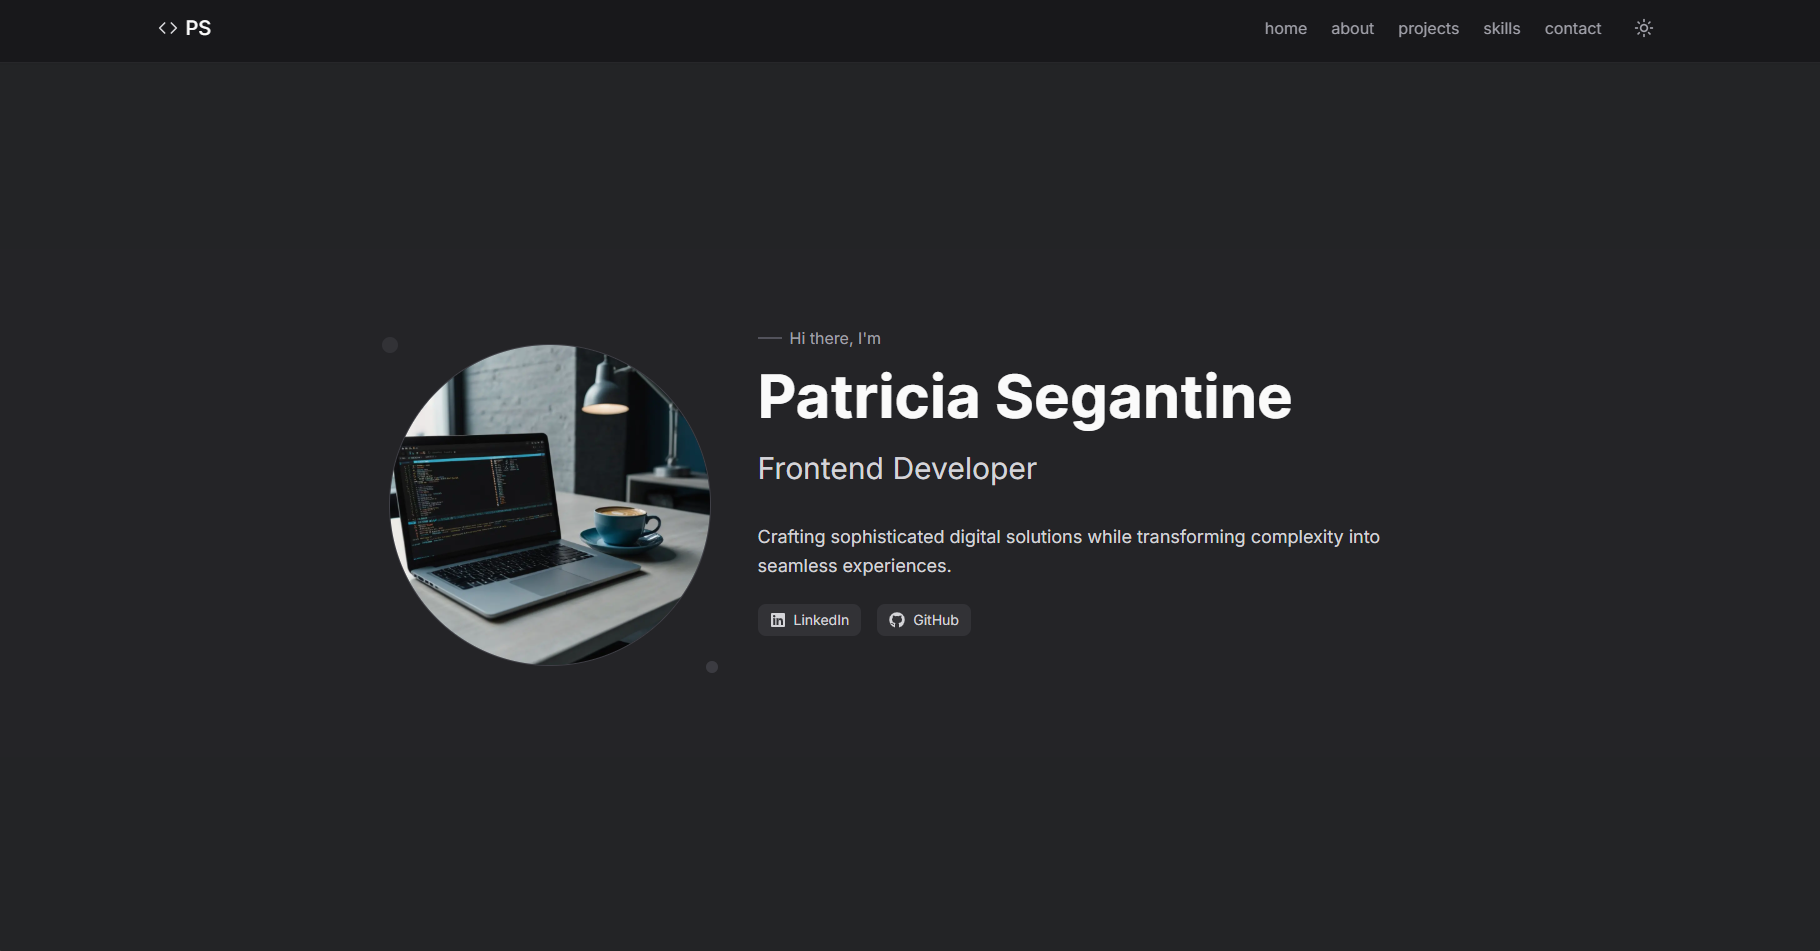 <> PS
home about projects skills contact
Hi there, I'm
Patricia Segantine
Frontend Developer
Crafting sophisticated digital solutions while transforming complexity into
seamless experiences.
LinkedIn GitHub